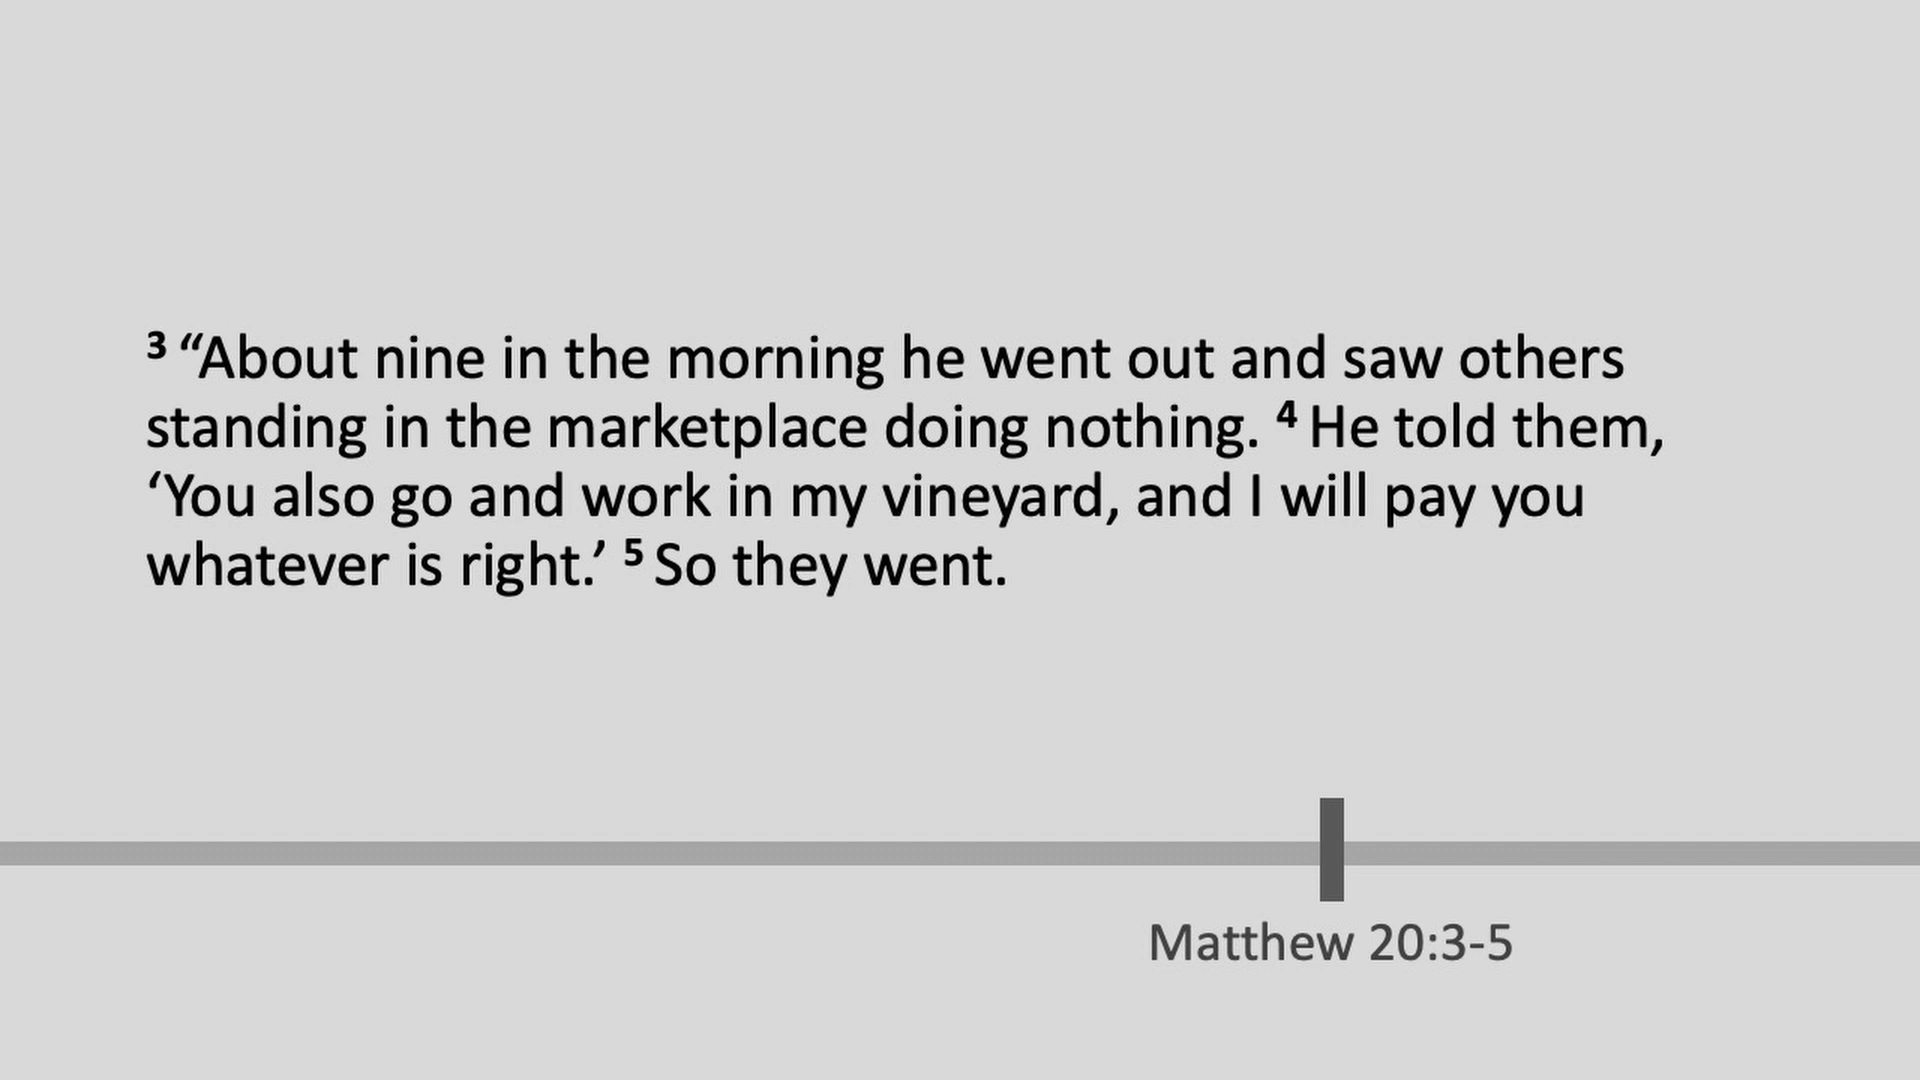 ³ “About nine in the morning he went out and saw others
standing in the marketplace doing nothing. ⁴ He told them,
‘You also go and work in my vineyard, and I will pay you
whatever is right.’ ⁵ So they went.
Matthew 20:3-5